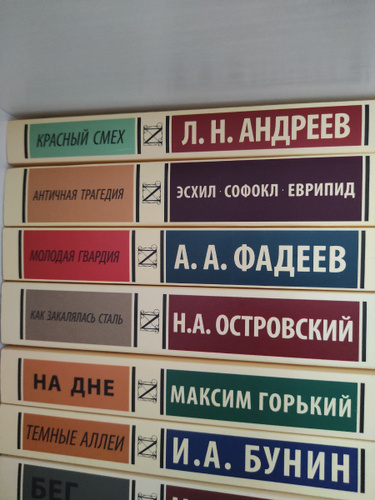 КРАСНЫЙ СМЕХ
Л. Н. АНДРЕЕВ
АНТИЧНАЯ ТРАГЕДИЯ
ЭСХИЛ · СОФОКЛ · ЕВРИПИД
МОЛОДАЯ ГВАРДИЯ
А. А. ФАДЕЕВ
КАК ЗАКАЛЯЛАСЬ СТАЛЬ
Н.А. ОСТРОВСКИЙ
НА ДНЕ
МАКСИМ ГОРЬКИЙ
ТЕМНЫЕ АЛЛЕИ
И.А. БУНИН
БЕГ